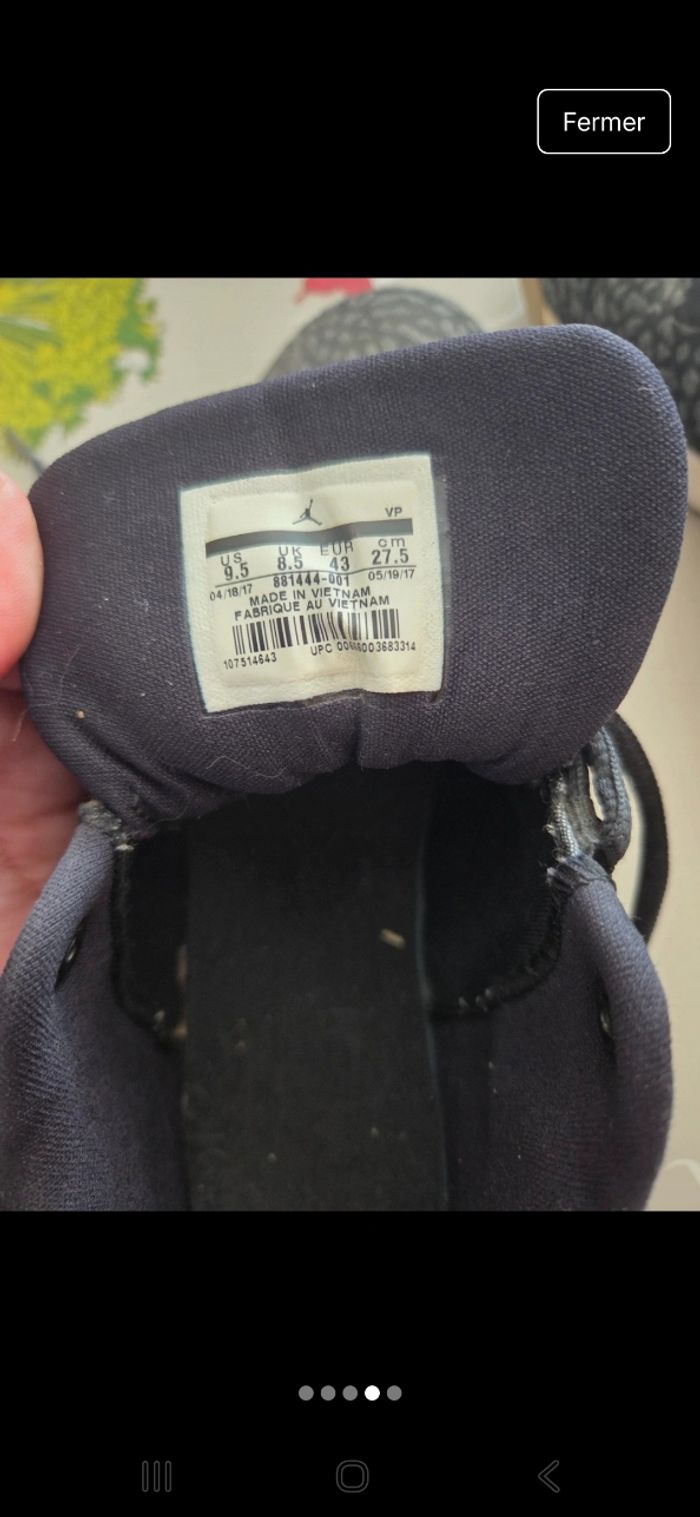 Fermer
VP
US UK EUR cm
9.5 8.5 43 27.5
04/18/17 881444-001 05/19/17
MADE IN VIETNAM
FABRIQUE AU VIETNAM
107514643 UPC